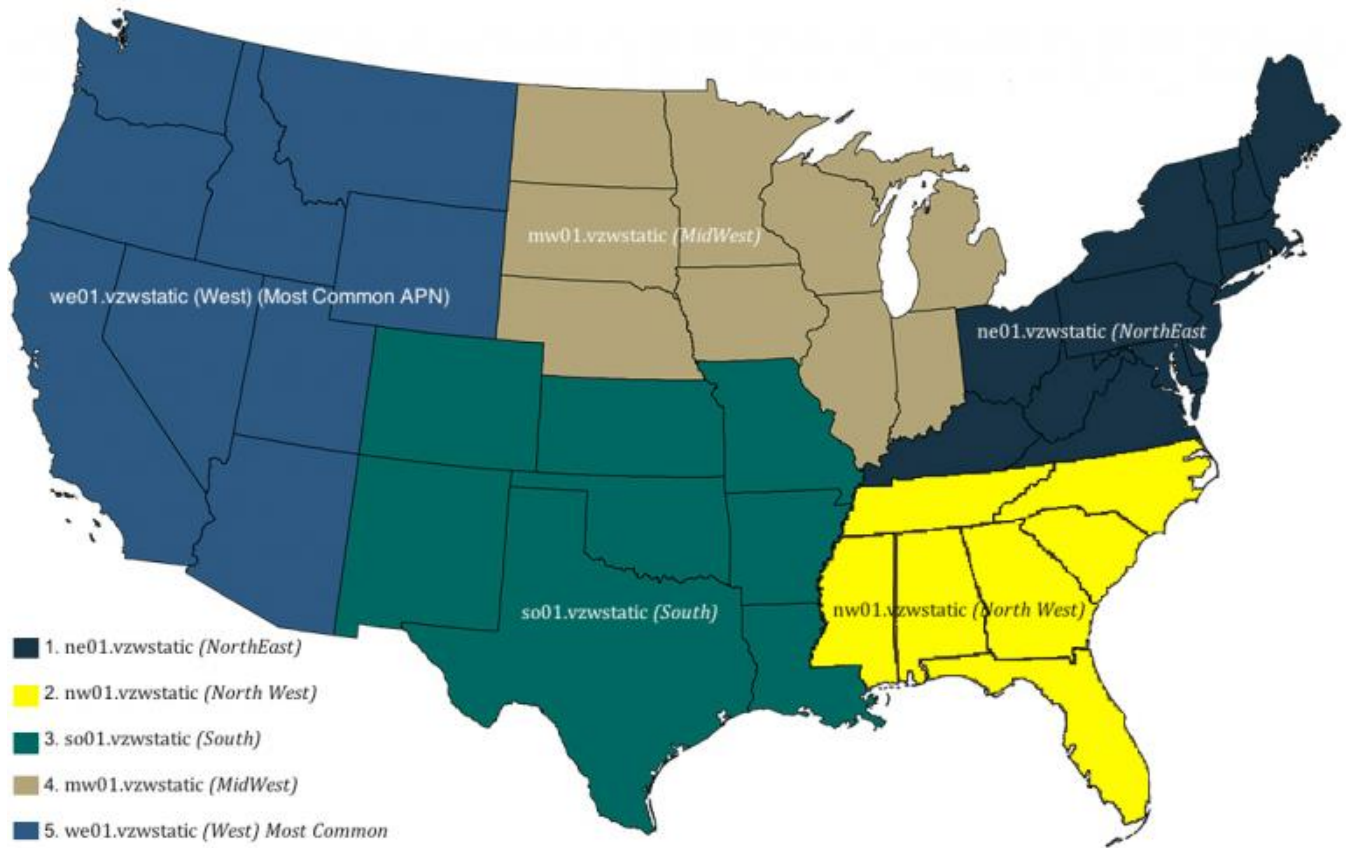 mw01.vzwstatic (MidWest)
we01.vzwstatic (West) (Most Common APN)
ne01.vzwstatic (NorthEast
so01.vzwstatic (South)
nw01.vzwstatic (North West)
1. ne01.vzwstatic (NorthEast)
2. nw01.vzwstatic (North West)
3. so01.vzwstatic (South)
4. mw01.vzwstatic (MidWest)
5. we01.vzwstatic (West) Most Common